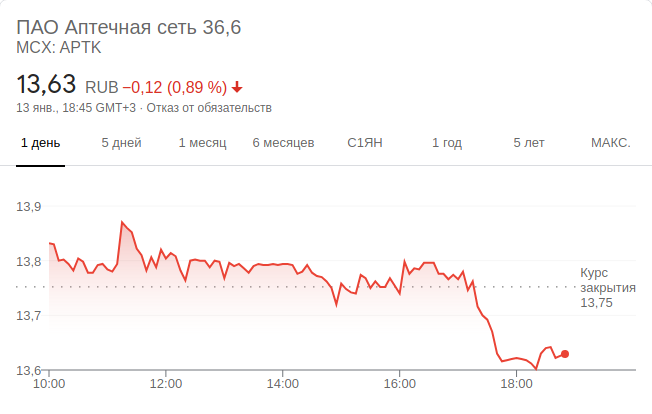 ПАО Аптечная сеть 36,6
MCX: APTK
13,63 RUB −0,12 (0,89 %)
13 янв., 18:45 GMT+3 · Отказ от обязательств
1 день 5 дней 1 месяц 6 месяцев С1ЯН 1 год 5 лет МАКС.
13,9
13,8
Курс
закрытия
13,75
13,7
13,6
10:00 12:00 14:00 16:00 18:00